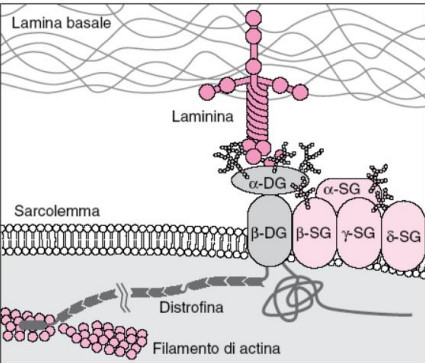 Lamina basale
Laminina
α-DG
α-SG
Sarcolemma
β-DG
β-SG
γ-SG
δ-SG
Distrofina
Filamento di actina